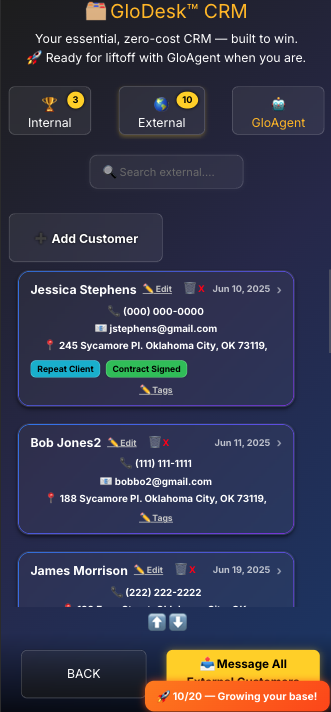 GloDesk™ CRM
Your essential, zero-cost CRM — built to win.
🚀 Ready for liftoff with GloAgent when you are.
3
10
Internal
External
GloAgent
Search external....
Add Customer
Jessica Stephens Edit X Jun 10, 2025 ›
(000) 000-0000
jstephens@gmail.com
245 Sycamore Pl. Oklahoma City, OK 73119,
Repeat Client Contract Signed
Tags
Bob Jones2 Edit X Jun 11, 2025 ›
(111) 111-1111
bobbo2@gmail.com
188 Sycamore Pl. Oklahoma City, OK 73119,
Tags
James Morrison Edit X Jun 19, 2025 ›
(222) 222-2222
BACK
Message All
External Customers
🚀 10/20 — Growing your base!